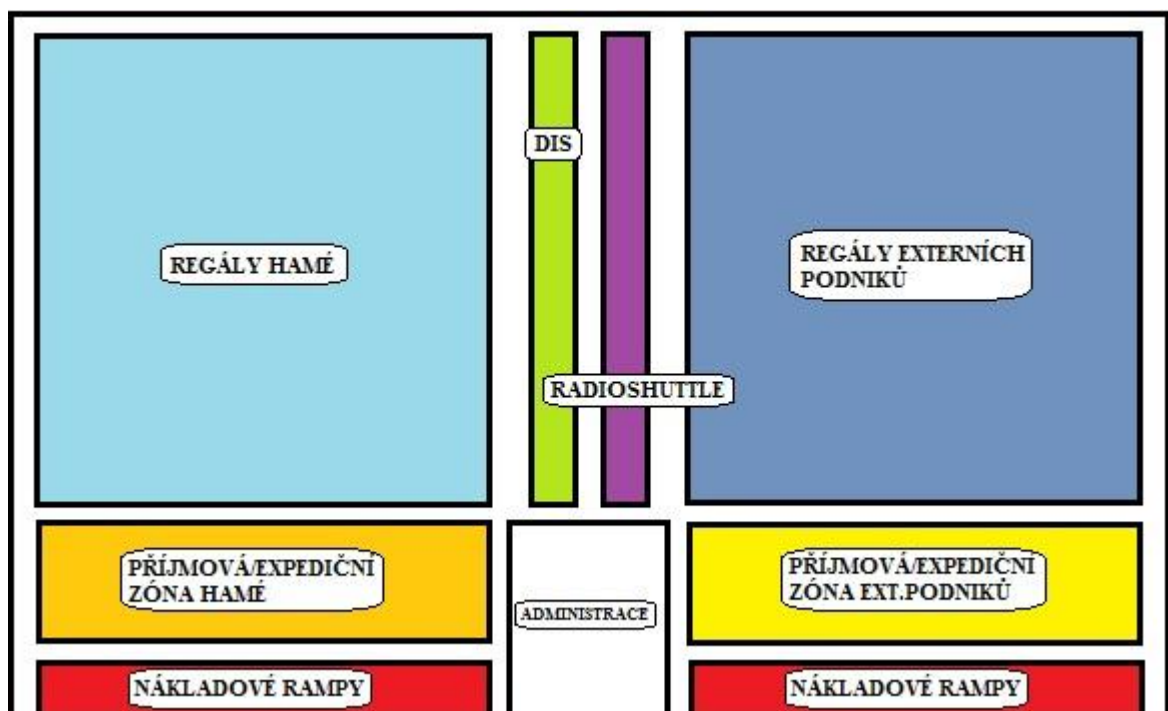 DIS
REGÁLY HAMÉ
REGÁLY EXTERNÍCH
PODNIKŮ
RADIOSHUTTLE
PŘÍJMOVÁ/EXPEDIČNÍ
ZÓNA HAMÉ
ADMINISTRACE
PŘÍJMOVÁ/EXPEDIČNÍ
ZÓNA EXT.PODNIKŮ
NÁKLADOVÉ RAMPY
NÁKLADOVÉ RAMPY